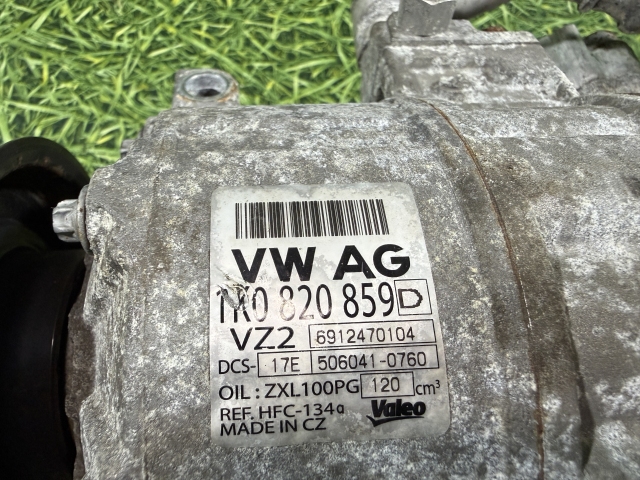 VW AG
1K0 820 859 D
VZ2 6912470104
DCS- 17E 506041-0760
OIL : ZXL100PG 120 cm³
REF. HFC-134a Valeo
MADE IN CZ